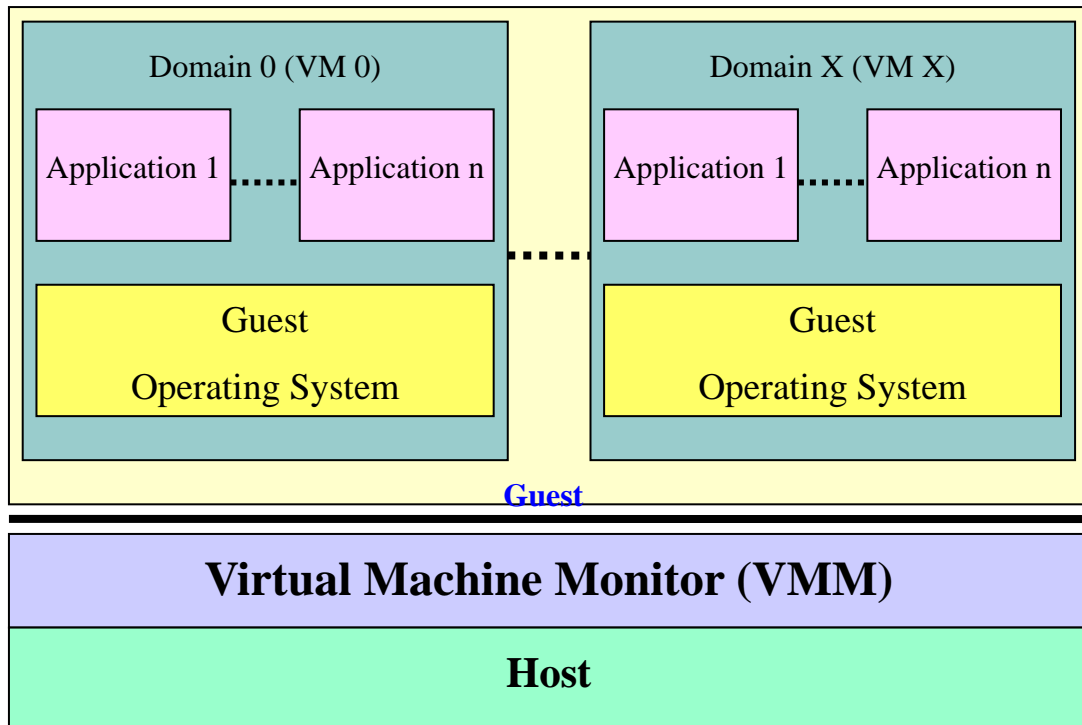 Domain 0 (VM 0)
Application 1
Application n
Guest
Operating System
Domain X (VM X)
Application 1
Application n
Guest
Operating System
Guest
Virtual Machine Monitor (VMM)
Host